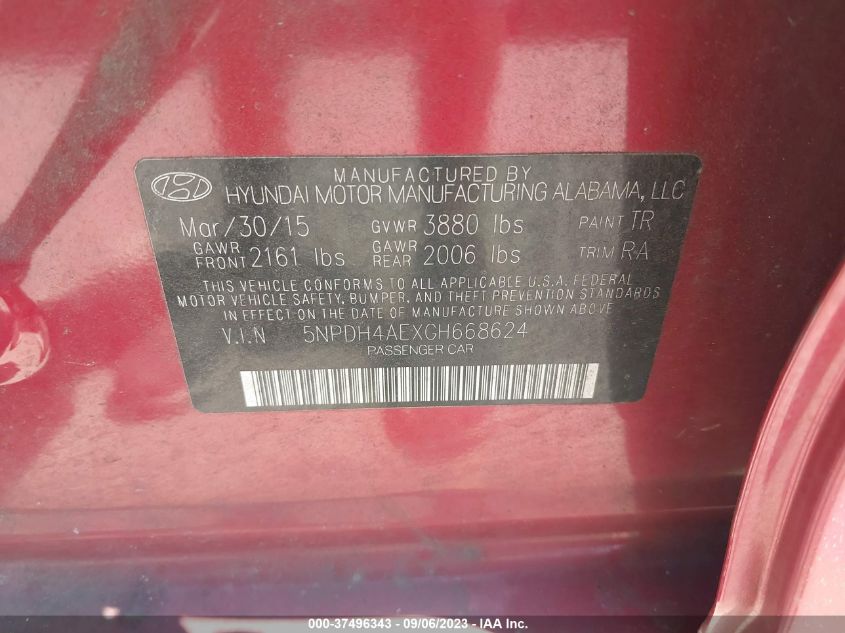 MANUFACTURED BY
HYUNDAI MOTOR MANUFACTURING ALABAMA, LLC
Mar/30/15 GVWR 3880 lbs PAINT TR
GAWR FRONT 2161 lbs GAWR REAR 2006 lbs TRIM RA
THIS VEHICLE CONFORMS TO ALL APPLICABLE U.S.A. FEDERAL
MOTOR VEHICLE SAFETY, BUMPER, AND THEFT PREVENTION STANDARDS
IN EFFECT ON THE DATE OF MANUFACTURE SHOWN ABOVE
V.I.N 5NPDH4AEXGH668624
PASSENGER CAR
000-37496343 - 09/06/2023 - IAA Inc.